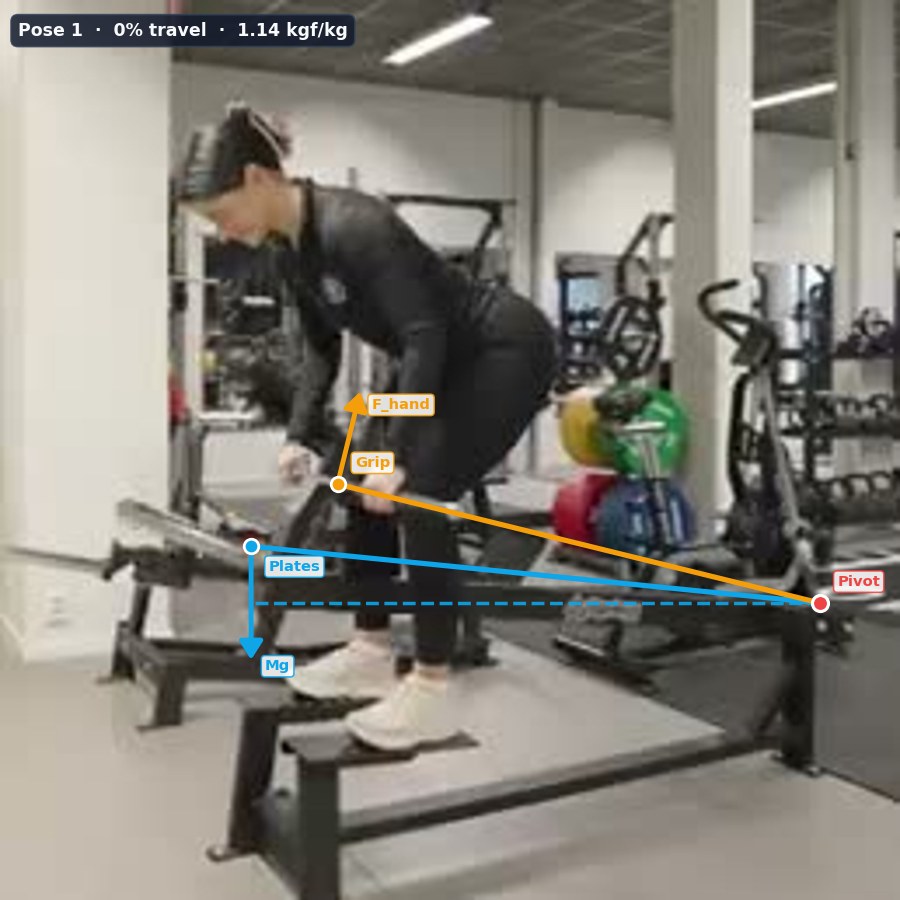 Pose 1 · 0% travel · 1.14 kgf/kg
F_hand
Grip
Plates
Pivot
Mg